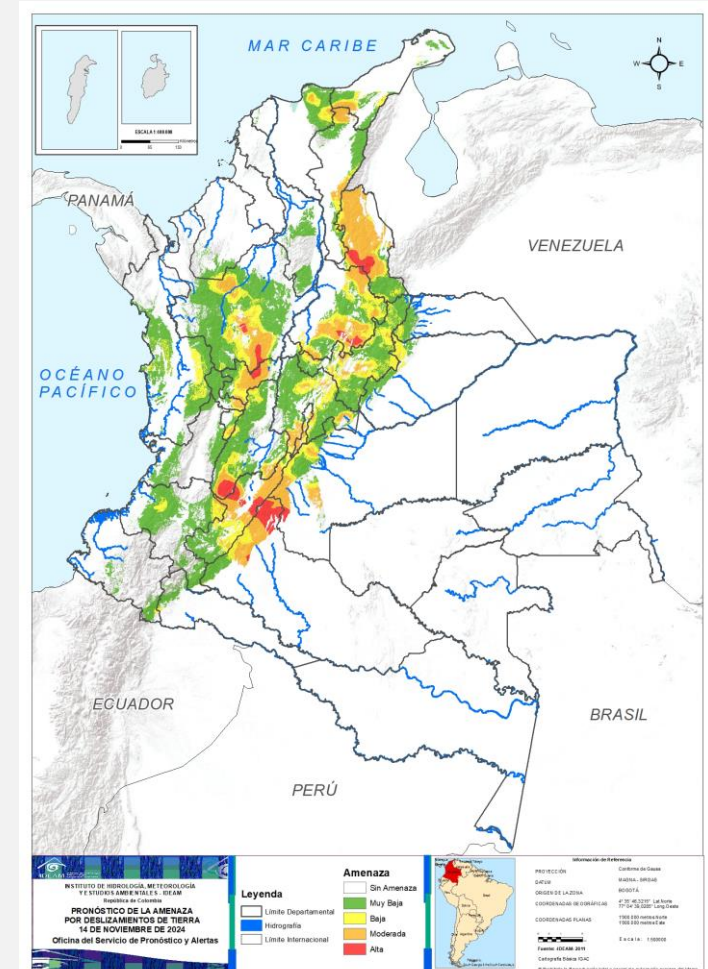 MAR CARIBE
N
W E
S
ESCALA 1:
PANAMÁ
VENEZUELA
OCÉANO
PACÍFICO
ECUADOR
BRASIL
PERÚ
IDEAM
INSTITUTO DE HIDROLOGÍA, METEOROLOGÍA
Y ESTUDIOS AMBIENTALES - IDEAM
República de Colombia
PRONÓSTICO DE LA AMENAZA
POR DESLIZAMIENTOS DE TIERRA
14 DE NOVIEMBRE DE 2024
Oficina del Servicio de Pronóstico y Alertas
Leyenda
Límite Departamental
Hidrografía
Límite Internacional
Amenaza
Sin Amenaza
Muy Baja
Baja
Moderada
Alta
Información de Referencia
PROYECCIÓN Conforme de Gauss
DATUM MAGNA - SIRGAS
ORIGEN DE LA ZONA BOGOTÁ
COORDENADAS GEOGRÁFICAS
COORDENADAS PLANAS
Escala:
Fuente: IDEAM 2011
Cartografía Básica IGAC